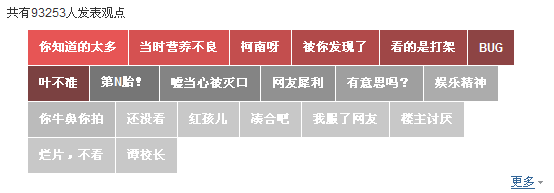 共有93253人发表观点
你知道的太多 当时营养不良 柯南呀 被你发现了 看的是打架 BUG
叶不准 第N胎！ 嘘当心被灭口 网友犀利 有意思吗？ 娱乐精神
你牛鼻你拍 还没看 红孩儿 凑合吧 我服了网友 楼主讨厌
烂片，不看 谭校长
更多